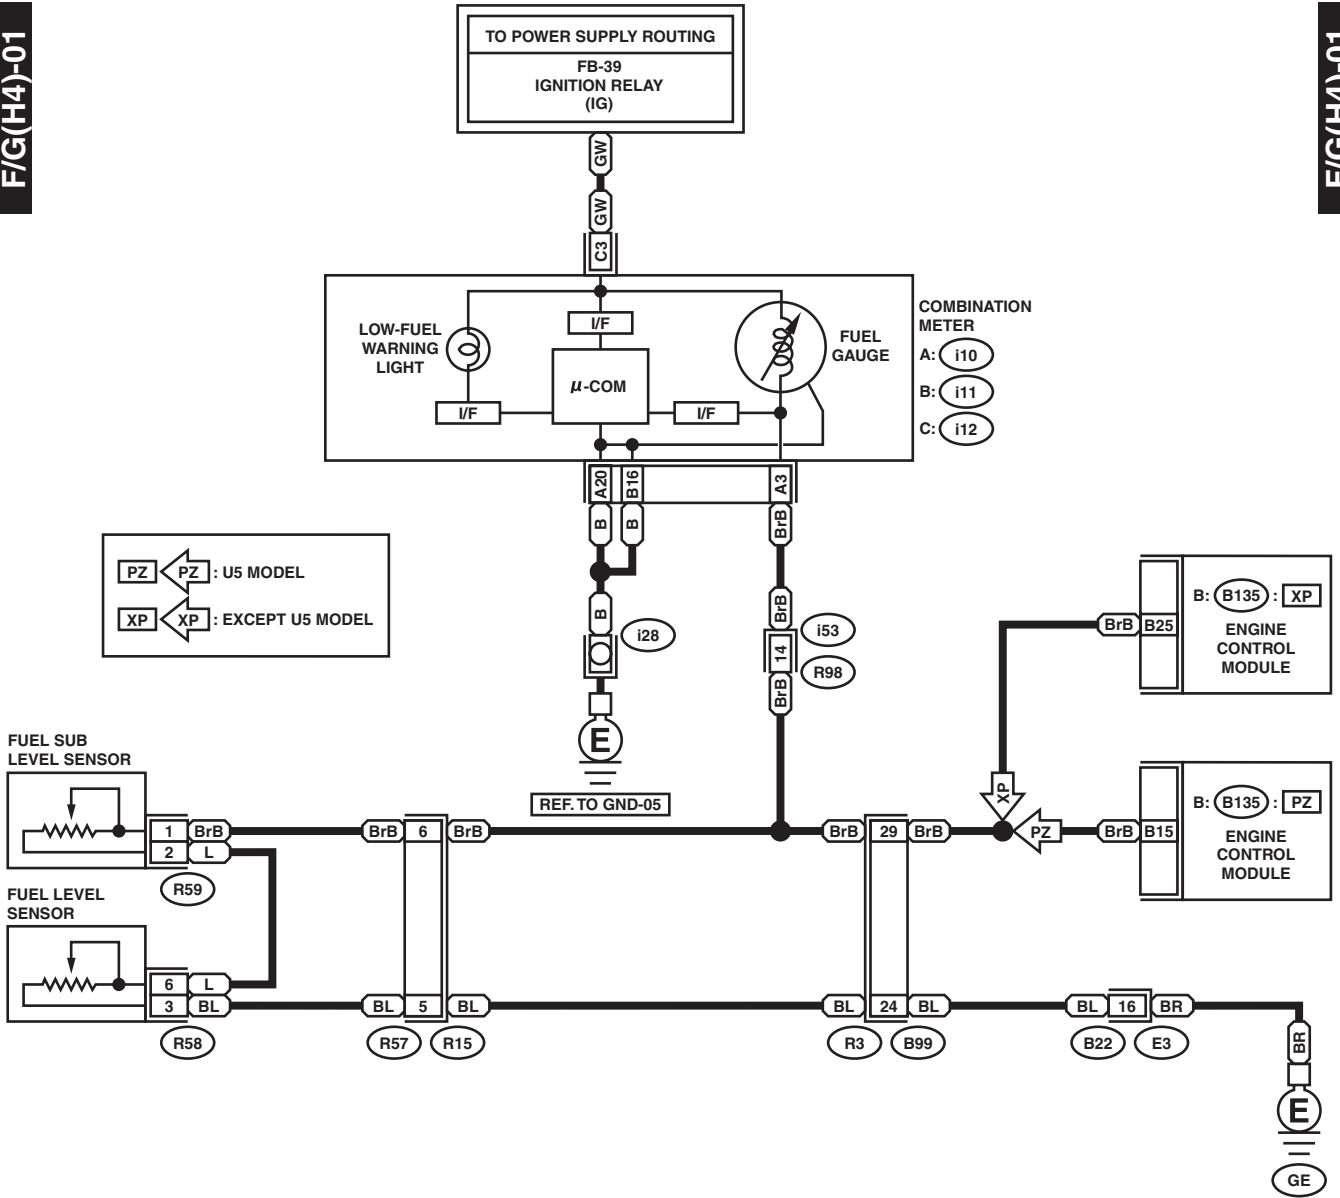 F/G(H4)-01
F/G(H4)-01
TO POWER SUPPLY ROUTING
FB-39
IGNITION RELAY
(IG)
GW
GW
C3
LOW-FUEL
WARNING
LIGHT
I/F
µ-COM
I/F
I/F
FUEL
GAUGE
COMBINATION
METER
A: i10
B: i11
C: i12
A20
B16
A3
B
B
BrB
B
i28
E
REF. TO GND-05
BrB
14
BrB
i53
R98
PZ PZ : U5 MODEL
XP XP : EXCEPT U5 MODEL
BrB B25
B: B135 : XP
ENGINE
CONTROL
MODULE
XP
FUEL SUB
LEVEL SENSOR
1 BrB
2 L
R59
BrB 6 BrB
BrB 29 BrB
PZ
BrB B15
B: B135 : PZ
ENGINE
CONTROL
MODULE
FUEL LEVEL
SENSOR
6 L
3 BL
R58
BL 5 BL
R57
R15
BL 24 BL
R3
B99
BL 16 BR
B22
E3
BR
E
GE